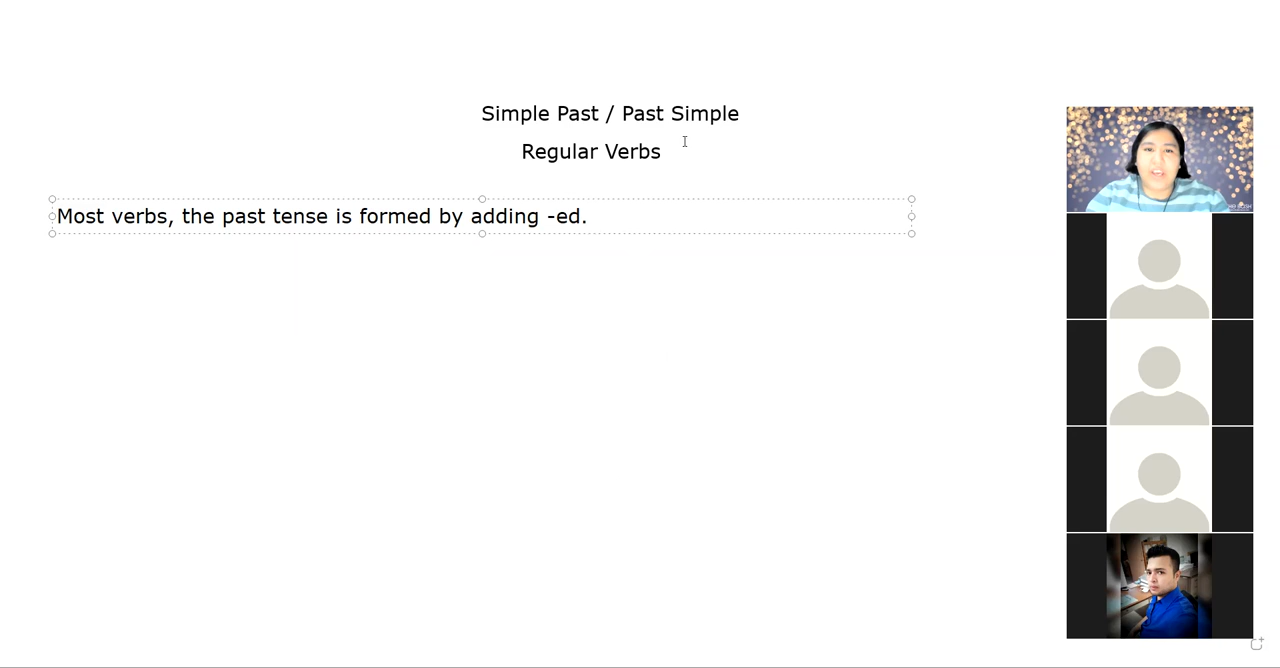 Simple Past / Past Simple
Regular Verbs
Most verbs, the past tense is formed by adding -ed.